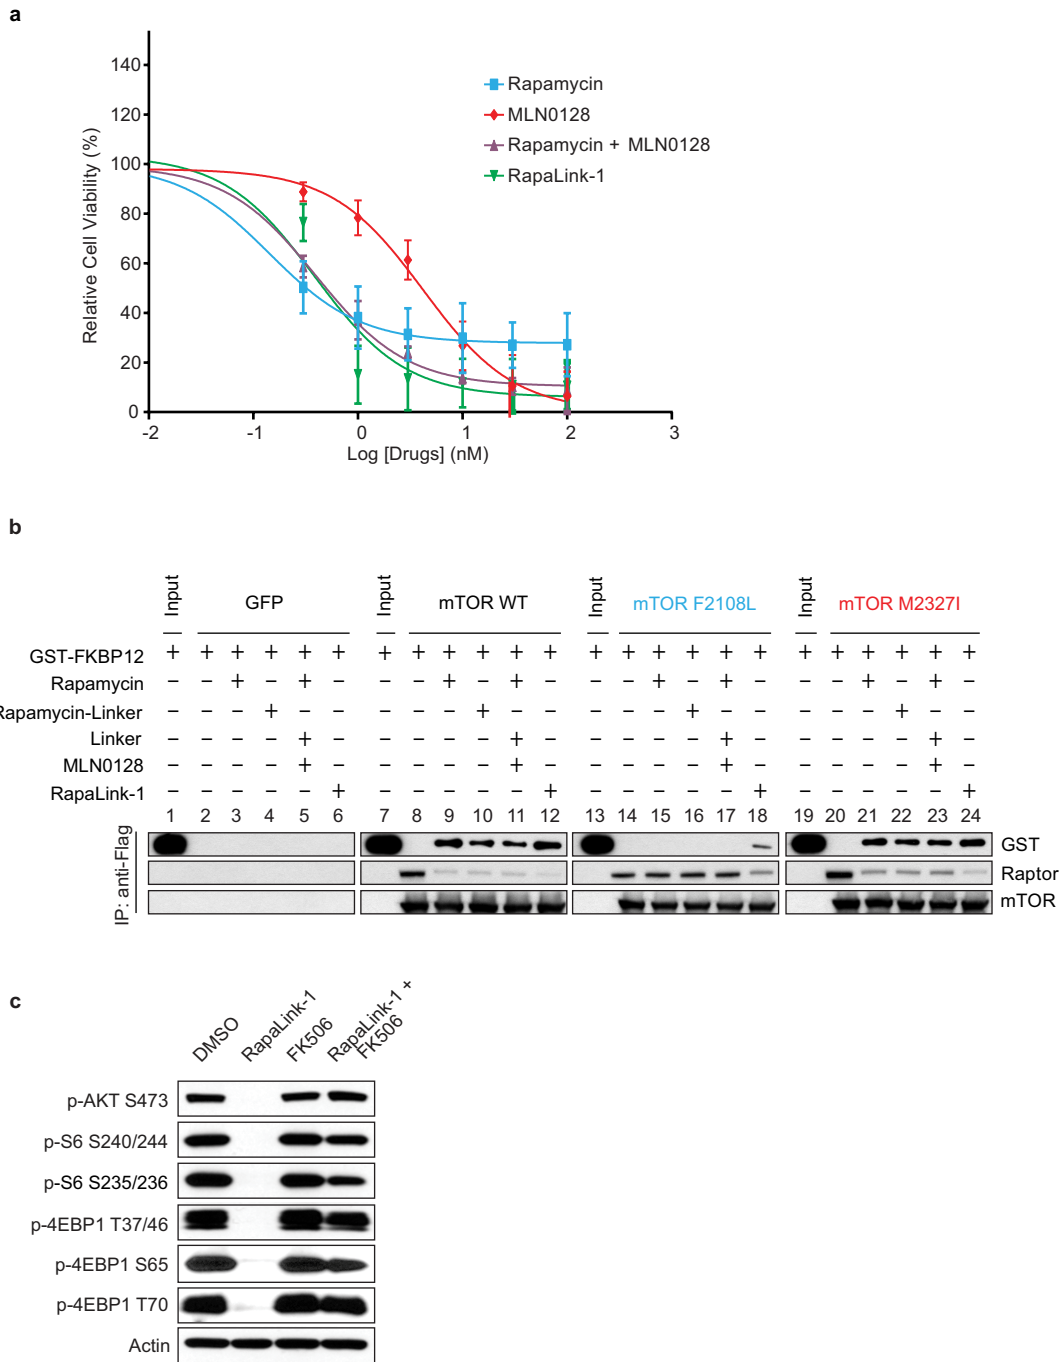 a
140
120
100
80
60
40
20
0
-2
-1
0
1
2
3
Relative Cell Viability (%)
Log [Drugs] (nM)
Rapamycin
MLN0128
Rapamycin + MLN0128
RapaLink-1
b
Input GFP Input mTOR WT Input mTOR F2108L Input mTOR M2327I
GST-FKBP12 + + + + + + + + + + + + + + + + + + + + + + + +
Rapamycin – – + – + – – – + – + – – – + – + – – – + – + –
Rapamycin-Linker – – – + – – – – – + – – – – – + – – – – – + – –
Linker – – – – + – – – – – + – – – – – + – – – – – + –
MLN0128 – – – – + – – – – – + – – – – – + – – – – – + –
RapaLink-1 – – – – – + – – – – – + – – – – – + – – – – – +
1 2 3 4 5 6 7 8 9 10 11 12 13 14 15 16 17 18 19 20 21 22 23 24
IP: anti-Flag
GST
Raptor
mTOR
c
DMSO
RapaLink-1
FK506
RapaLink-1 +
FK506
p-AKT S473
p-S6 S240/244
p-S6 S235/236
p-4EBP1 T37/46
p-4EBP1 S65
p-4EBP1 T70
Actin